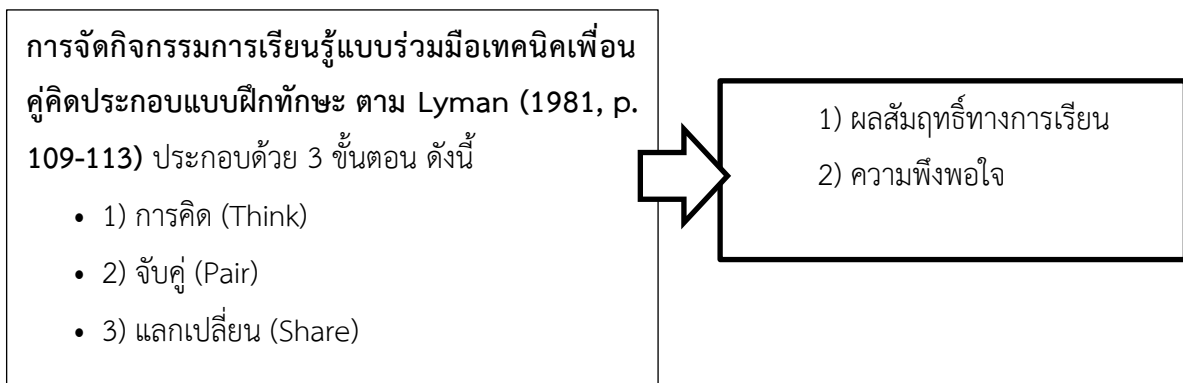 การจัดกิจกรรมการเรียนรู้แบบร่วมมือเทคนิคเพื่อน
คู่คิดประกอบแบบฝึกทักษะ ตาม Lyman (1981, p.
109-113) ประกอบด้วย 3 ขั้นตอน ดังนี้
• 1) การคิด (Think)
• 2) จับคู่ (Pair)
• 3) แลกเปลี่ยน (Share)
1) ผลสัมฤทธิ์ทางการเรียน
2) ความพึงพอใจ